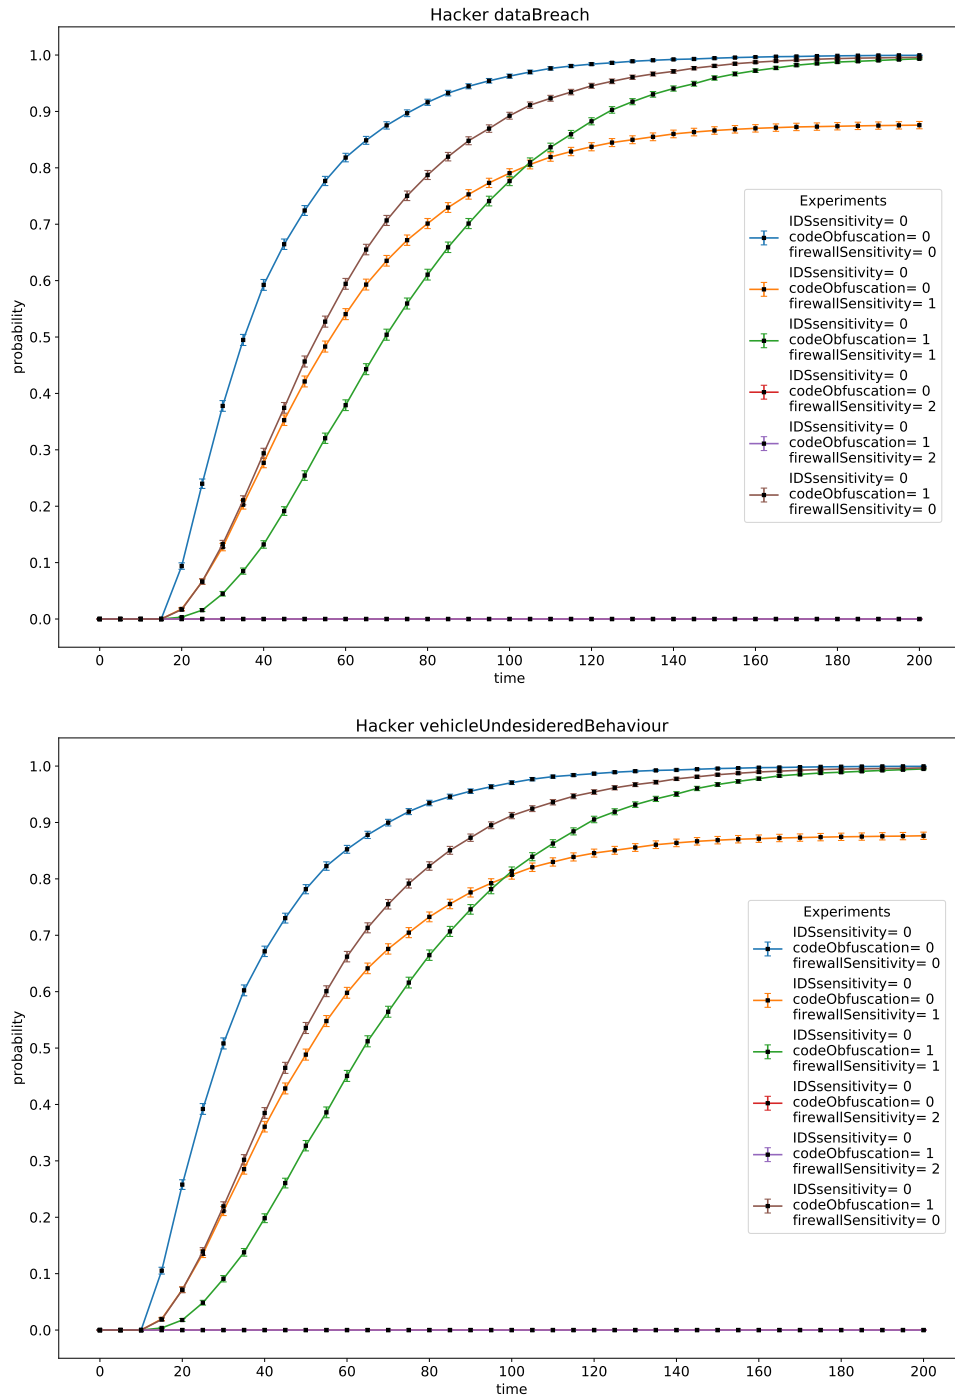 Hacker dataBreach
1.0
0.9
0.8
0.7
0.6
0.5
0.4
0.3
0.2
0.1
0.0
probability
0 20 40 60 80 100 120 140 160 180 200
time
Experiments
IDSsensitivity= 0
codeObfuscation= 0
firewallSensitivity= 0
IDSsensitivity= 0
codeObfuscation= 0
firewallSensitivity= 1
IDSsensitivity= 0
codeObfuscation= 1
firewallSensitivity= 1
IDSsensitivity= 0
codeObfuscation= 0
firewallSensitivity= 2
IDSsensitivity= 0
codeObfuscation= 1
firewallSensitivity= 2
IDSsensitivity= 0
codeObfuscation= 1
firewallSensitivity= 0
Hacker vehicleUndesideredBehaviour
1.0
0.9
0.8
0.7
0.6
0.5
0.4
0.3
0.2
0.1
0.0
probability
0 20 40 60 80 100 120 140 160 180 200
time
Experiments
IDSsensitivity= 0
codeObfuscation= 0
firewallSensitivity= 0
IDSsensitivity= 0
codeObfuscation= 0
firewallSensitivity= 1
IDSsensitivity= 0
codeObfuscation= 1
firewallSensitivity= 1
IDSsensitivity= 0
codeObfuscation= 0
firewallSensitivity= 2
IDSsensitivity= 0
codeObfuscation= 1
firewallSensitivity= 2
IDSsensitivity= 0
codeObfuscation= 1
firewallSensitivity= 0